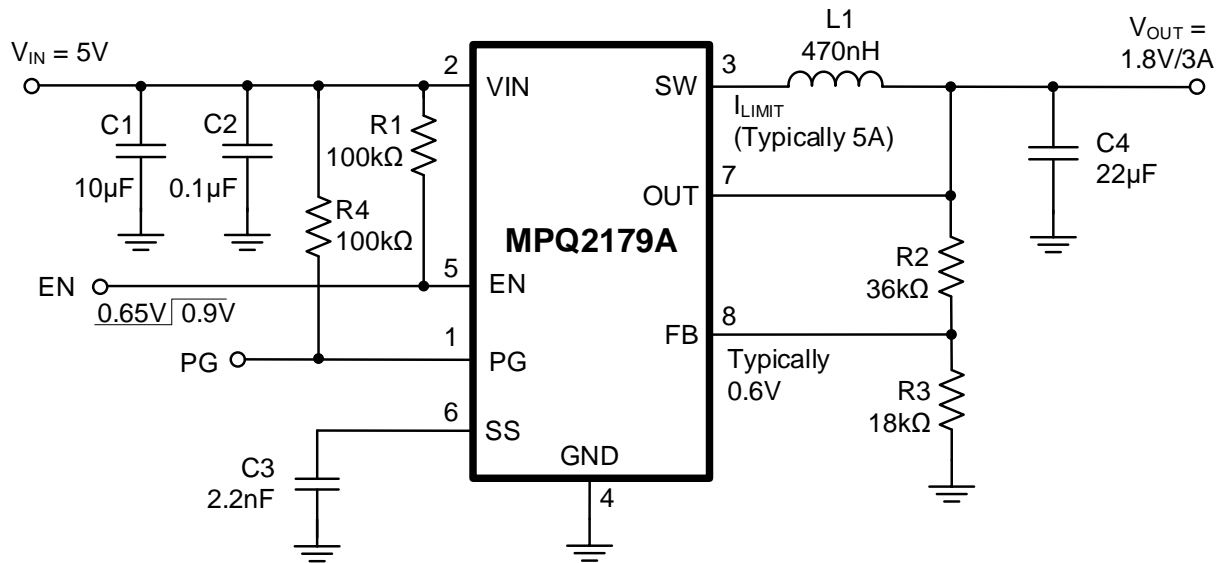 V_IN = 5V
C1
10µF
C2
0.1µF
R4
100kΩ
R1
100kΩ
EN
0.65V 0.9V
PG
C3
2.2nF
2
VIN
5
EN
1
PG
6
SS
MPQ2179A
GND
4
SW
3
OUT
7
FB
8
L1
470nH
I_LIMIT
(Typically 5A)
Typically
0.6V
R2
36kΩ
R3
18kΩ
C4
22µF
V_OUT =
1.8V/3A